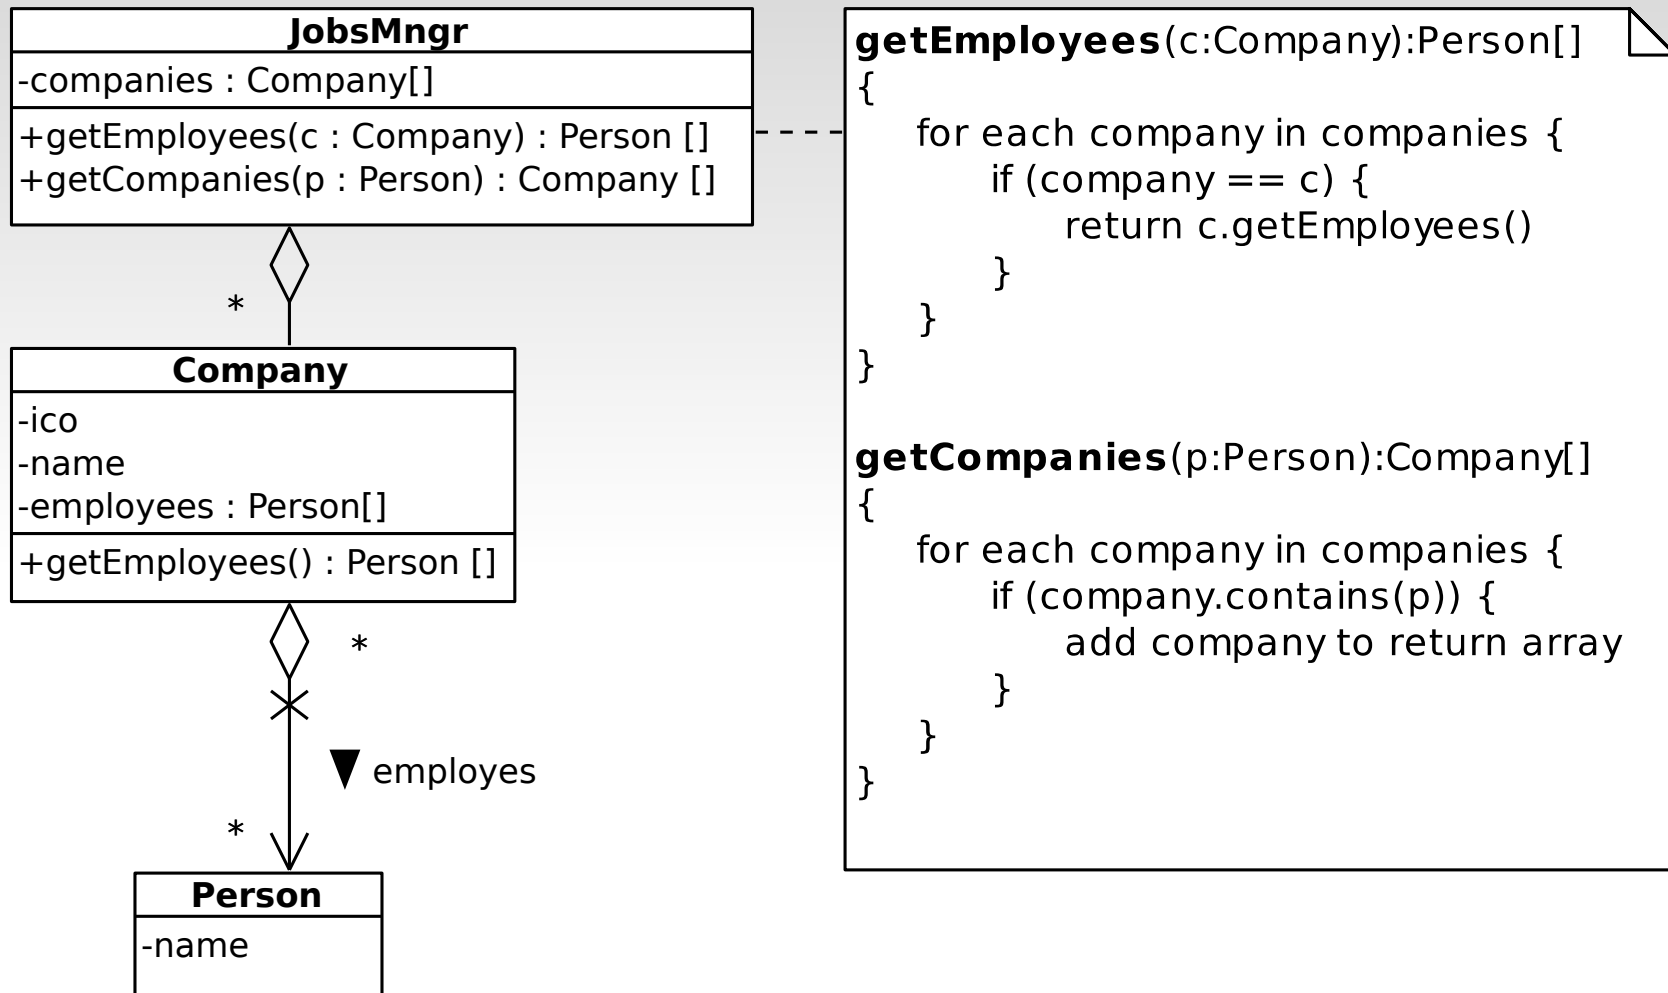 JobsMngr
-companies : Company[]
+getEmployees(c : Company) : Person []
+getCompanies(p : Person) : Company []
*
Company
-ico
-name
-employees : Person[]
+getEmployees() : Person []
*
employes
*
Person
-name
getEmployees(c:Company):Person[]
{
for each company in companies {
if (company == c) {
return c.getEmployees()
}
}
}
getCompanies(p:Person):Company[]
{
for each company in companies {
if (company.contains(p)) {
add company to return array
}
}
}